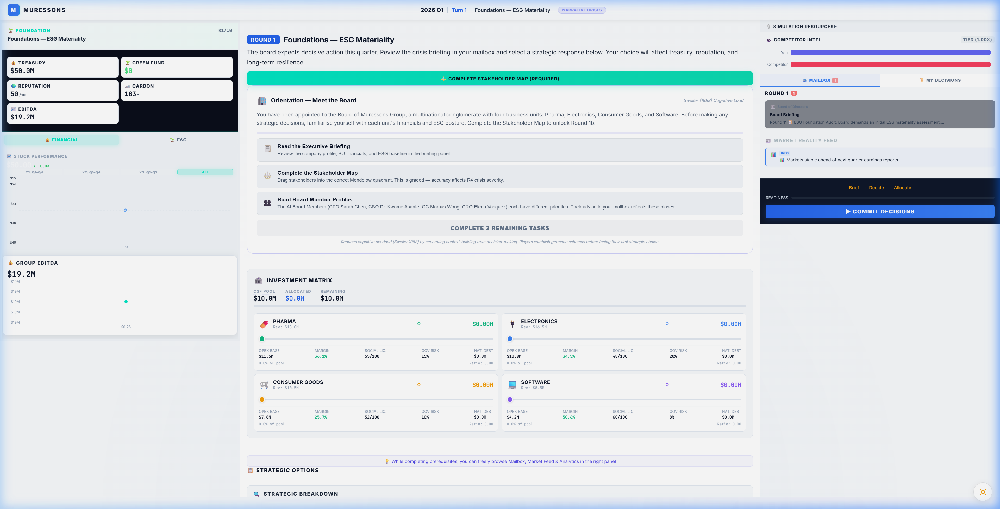 M MURESSONS
2026 Q1 | Turn 1 | Foundations — ESG Materiality NARRATIVE CRISES
FOUNDATION R1/10
Foundations — ESG Materiality
TREASURY
$50.0M
GREEN FUND
$0
REPUTATION
50 /100
CARBON
183 t
EBITDA
$19.2M
FINANCIAL
ESG
STOCK PERFORMANCE
▲ +0.0%
Y1: Q1–Q4 Y2: Q1–Q4 Y3: Q1–Q2 ALL
$55
$54
$51
$48
$45
IPO
GROUP EBITDA
$19.2M
$19M
$19M
$19M
$19M
$19M
Q1'26
ROUND 1 Foundations — ESG Materiality
The board expects decisive action this quarter. Review the crisis briefing in your mailbox and select a strategic response below. Your choice will affect treasury, reputation, and
long-term resilience.
COMPLETE STAKEHOLDER MAP (REQUIRED)
Orientation — Meet the Board Sweller (1988) Cognitive Load
You have been appointed to the Board of Muressons Group, a multinational conglomerate with four business units: Pharma, Electronics, Consumer Goods, and Software. Before making any
strategic decisions, familiarise yourself with each unit's financials and ESG posture. Complete the Stakeholder Map to unlock Round 1b.
Read the Executive Briefing
Review the company profile, BU financials, and ESG baseline in the briefing panel.
Complete the Stakeholder Map
Drag stakeholders into the correct Mendelow quadrant. This is graded — accuracy affects R4 crisis severity.
Read Board Member Profiles
The AI Board Members (CFO Sarah Chen, CSO Dr. Kwame Asante, GC Marcus Wong, CRO Elena Vasquez) each have different priorities. Their advice in your mailbox reflects these biases.
COMPLETE 3 REMAINING TASKS
Reduces cognitive overload (Sweller 1988) by separating context-building from decision-making. Players establish germane schemas before facing their first strategic choice.
INVESTMENT MATRIX
CSF POOL ALLOCATED REMAINING
$10.0M $0.0M $10.0M
PHARMA
Rev: $18.0M
$0.00M
OPEX BASE MARGIN SOCIAL LIC. GOV RISK NAT. DEBT
$11.5M 36.1% 55/100 15% $0.0M
0.0% of pool Ratio: 0.00
ELECTRONICS
Rev: $16.5M
$0.00M
OPEX BASE MARGIN SOCIAL LIC. GOV RISK NAT. DEBT
$10.8M 34.5% 48/100 20% $0.0M
0.0% of pool Ratio: 0.00
CONSUMER GOODS
Rev: $10.5M
$0.00M
OPEX BASE MARGIN SOCIAL LIC. GOV RISK NAT. DEBT
$7.8M 25.7% 52/100 10% $0.0M
0.0% of pool Ratio: 0.00
SOFTWARE
Rev: $8.5M
$0.00M
OPEX BASE MARGIN SOCIAL LIC. GOV RISK NAT. DEBT
$4.2M 50.6% 60/100 8% $0.0M
0.0% of pool Ratio: 0.00
While completing prerequisites, you can freely browse Mailbox, Market Feed & Analytics in the right panel
STRATEGIC OPTIONS
STRATEGIC BREAKDOWN
SIMULATION RESOURCES▶
COMPETITOR INTEL TIED (1.00X)
You
Competitor
MAILBOX 1
MY DECISIONS
ROUND 1 1
Board of Directors
Board Briefing
Round 1: ESG Foundation Audit: Board demands an initial ESG materiality assessment....
MARKET REALITY FEED
INFO
Markets stable ahead of next quarter earnings reports.
Brief → Decide → Allocate
READINESS
▶ COMMIT DECISIONS